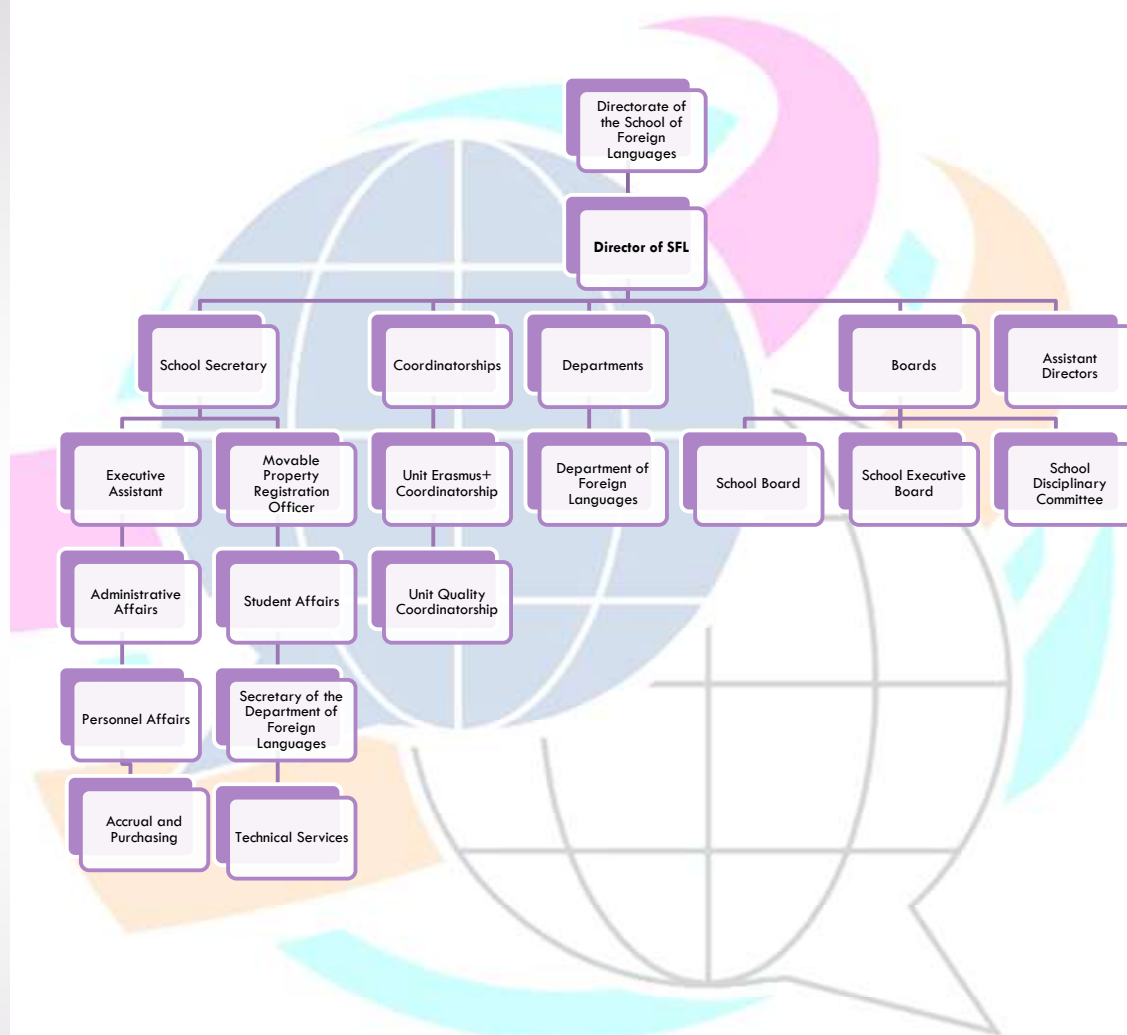 Directorate of
the School of
Foreign
Languages
Director of SFL
School Secretary
Coordinatorships
Departments
Boards
Assistant
Directors
Executive
Assistant
Movable
Property
Registration
Officer
Unit Erasmus+
Coordinatorship
Department of
Foreign
Languages
School Board
School Executive
Board
School
Disciplinary
Committee
Administrative
Affairs
Student Affairs
Unit Quality
Coordinatorship
Personnel Affairs
Secretary of the
Department of
Foreign
Languages
Accrual and
Purchasing
Technical Services